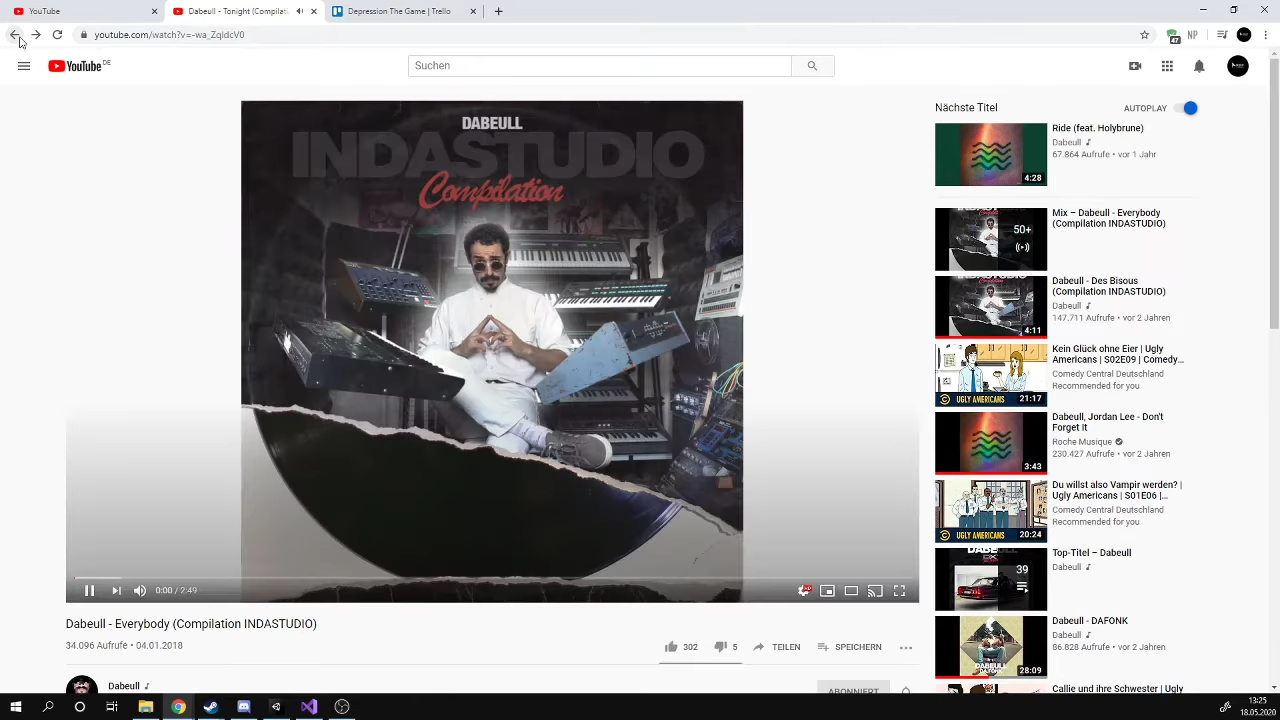 YouTube
Dabeull - Tonight (Compilat
Depression The Game | Trello
youtube.com/watch?v=-wa_ZqIdcV0
47
NP
YouTube DE
Suchen
DABEULL
INDASTUDIO
Compilation
0:00 / 2:49
HD
Dabeull - Everybody (Compilation INDASTUDIO)
34.096 Aufrufe • 04.01.2018
302
5
TEILEN
SPEICHERN
Dabeull
ABONNIERT
Nächste Titel
AUTOPLAY
4:28
Ride (feat. Holybrune)
Dabeull
67.864 Aufrufe • vor 1 Jahr
50+
Mix – Dabeull - Everybody
(Compilation INDASTUDIO)
4:11
Dabeull - Des Bisous
(Compilation INDASTUDIO)
Dabeull
147.711 Aufrufe • vor 2 Jahren
UGLY AMERICANS
21:17
Kein Glück ohne Eier | Ugly
Americans | S02E09 | Comedy...
Comedy Central Deutschland
Recommended for you
3:43
Dabeull, Jordan Lee - Don't
Forget It
Roche Musique
230.427 Aufrufe • vor 2 Jahren
UGLY AMERICANS
20:24
Du willst also Vampir werden? |
Ugly Americans | S01E06 |...
Comedy Central Deutschland
Recommended for you
39
Top-Titel – Dabeull
Dabeull
28:09
Dabeull - DAFONK
Dabeull
86.828 Aufrufe • vor 2 Jahren
Callie und ihre Schwester | Ugly
13:25
18.05.2020